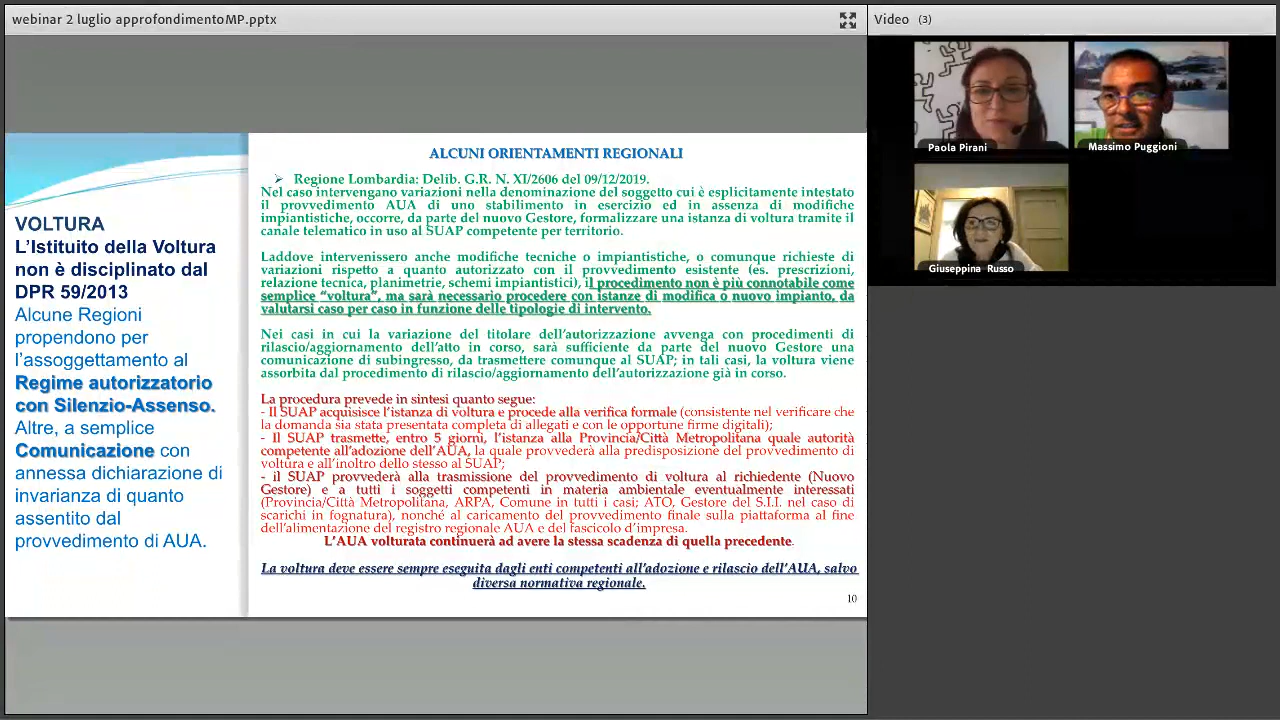 webinar 2 luglio approfondimentoMP.pptx
Video (3)
Paola Pirani
Massimo Puggioni
Giuseppina Russo
VOLTURA
L'Istituito della Voltura
non è disciplinato dal
DPR 59/2013
Alcune Regioni
propendono per
l'assoggettamento al
Regime autorizzatorio
con Silenzio-Assenso.
Altre, a semplice
Comunicazione con
annessa dichiarazione di
invarianza di quanto
assentito dal
provvedimento di AUA.
ALCUNI ORIENTAMENTI REGIONALI
➢ Regione Lombardia: Delib. G.R. N. XI/2606 del 09/12/2019.
Nel caso intervengano variazioni nella denominazione del soggetto cui è esplicitamente intestato
il provvedimento AUA di uno stabilimento in esercizio ed in assenza di modifiche
impiantistiche, occorre, da parte del nuovo Gestore, formalizzare una istanza di voltura tramite il
canale telematico in uso al SUAP competente per territorio.
Laddove intervenissero anche modifiche tecniche o impiantistiche, o comunque richieste di
variazioni rispetto a quanto autorizzato con il provvedimento esistente (es. prescrizioni,
relazione tecnica, planimetrie, schemi impiantistici), il procedimento non è più connotabile come
semplice "voltura", ma sarà necessario procedere con istanze di modifica o nuovo impianto, da
valutarsi caso per caso in funzione delle tipologie di intervento.
Nei casi in cui la variazione del titolare dell'autorizzazione avvenga con procedimenti di
rilascio/aggiornamento dell'atto in corso, sarà sufficiente da parte del nuovo Gestore una
comunicazione di subingresso, da trasmettere comunque al SUAP; in tali casi, la voltura viene
assorbita dal procedimento di rilascio/aggiornamento dell'autorizzazione già in corso.
La procedura prevede in sintesi quanto segue:
- Il SUAP acquisisce l'istanza di voltura e procede alla verifica formale (consistente nel verificare che
la domanda sia stata presentata completa di allegati e con le opportune firme digitali);
- Il SUAP trasmette, entro 5 giorni, l'istanza alla Provincia/Città Metropolitana quale autorità
competente all'adozione dell'AUA, la quale provvederà alla predisposizione del provvedimento di
voltura e all'inoltro dello stesso al SUAP;
- il SUAP provvederà alla trasmissione del provvedimento di voltura al richiedente (Nuovo
Gestore) e a tutti i soggetti competenti in materia ambientale eventualmente interessati
(Provincia/Città Metropolitana, ARPA, Comune in tutti i casi; ATO, Gestore del S.I.I. nel caso di
scarichi in fognatura), nonché al caricamento del provvedimento finale sulla piattaforma al fine
dell'alimentazione del registro regionale AUA e del fascicolo d'impresa.
L'AUA volturata continuerà ad avere la stessa scadenza di quella precedente.
La voltura deve essere sempre eseguita dagli enti competenti all'adozione e rilascio dell'AUA, salvo
diversa normativa regionale.
10